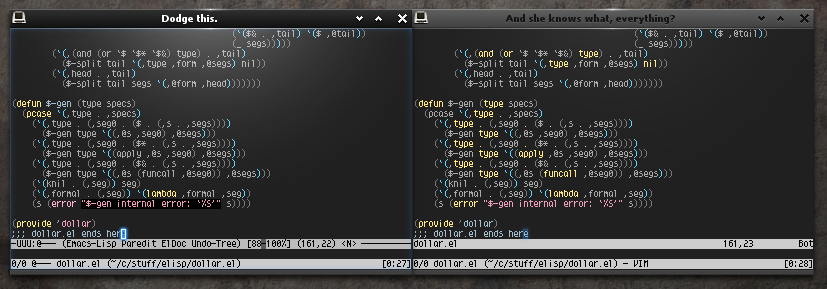 Dodge this.
`(,($& . ,tail) `($ ,@tail))
(_ segs)))))
(`(,(and (or '$ '$* '$&) type) . ,tail)
($-split tail `(,type ,form ,@segs) nil))
(`(,head . ,tail)
($-split tail segs `(,@form ,head)))))))
(defun $-gen (type specs)
(pcase `(,type . ,specs)
(`(,type . (,seg0 . ($ . (,s . ,segs))))
($-gen type `((,@s ,seg0) ,@segs)))
(`(,type . (,seg0 . ($* . (,s . ,segs))))
($-gen type `((apply ,@s ,seg0) ,@segs)))
(`(,type . (,seg0 . ($& . (,s . ,segs))))
($-gen type `((,@s (funcall ,@seg0)) ,@segs)))
(`(knil . (,seg)) seg)
(`(,formal . (,seg)) `(lambda ,formal ,seg))
(s (error "$-gen internal error: `%S'" s))))
(provide 'dollar)
;;; dollar.el ends here
-UUU:@--- (Emacs-Lisp Paredit ElDoc Undo-Tree) [88-100%] (161,22) <N>
0/0 @--- dollar.el (~/c/stuff/elisp/dollar.el) [0:27]
And she knows what, everything?
`($& . ,tail) `($ ,@tail))
(_ segs)))))
(`(,(and (or '$ '$* '$&) type) . ,tail)
($-split tail `(,type ,form ,@segs) nil))
(`(,head . ,tail)
($-split tail segs `(,@form ,head)))))))
(defun $-gen (type specs)
(pcase `(,type . ,specs)
(`(,type . (,seg0 . ($ . (,s . ,segs))))
($-gen type `((,@s ,seg0) ,@segs)))
(`(,type . (,seg0 . ($* . (,s . ,segs))))
($-gen type `((apply ,@s ,seg0) ,@segs)))
(`(,type . (,seg0 . ($& . (,s . ,segs))))
($-gen type `((,@s (funcall ,@seg0)) ,@segs)))
(`(knil . (,seg)) seg)
(`(,formal . (,seg)) `(lambda ,formal ,seg))
(s (error "$-gen internal error: `%S'" s))))
(provide 'dollar)
;;; dollar.el ends here
dollar.el 161,23 Bot
0/0 @--- dollar.el (~/c/stuff/elisp/dollar.el) - VIM [0:28]